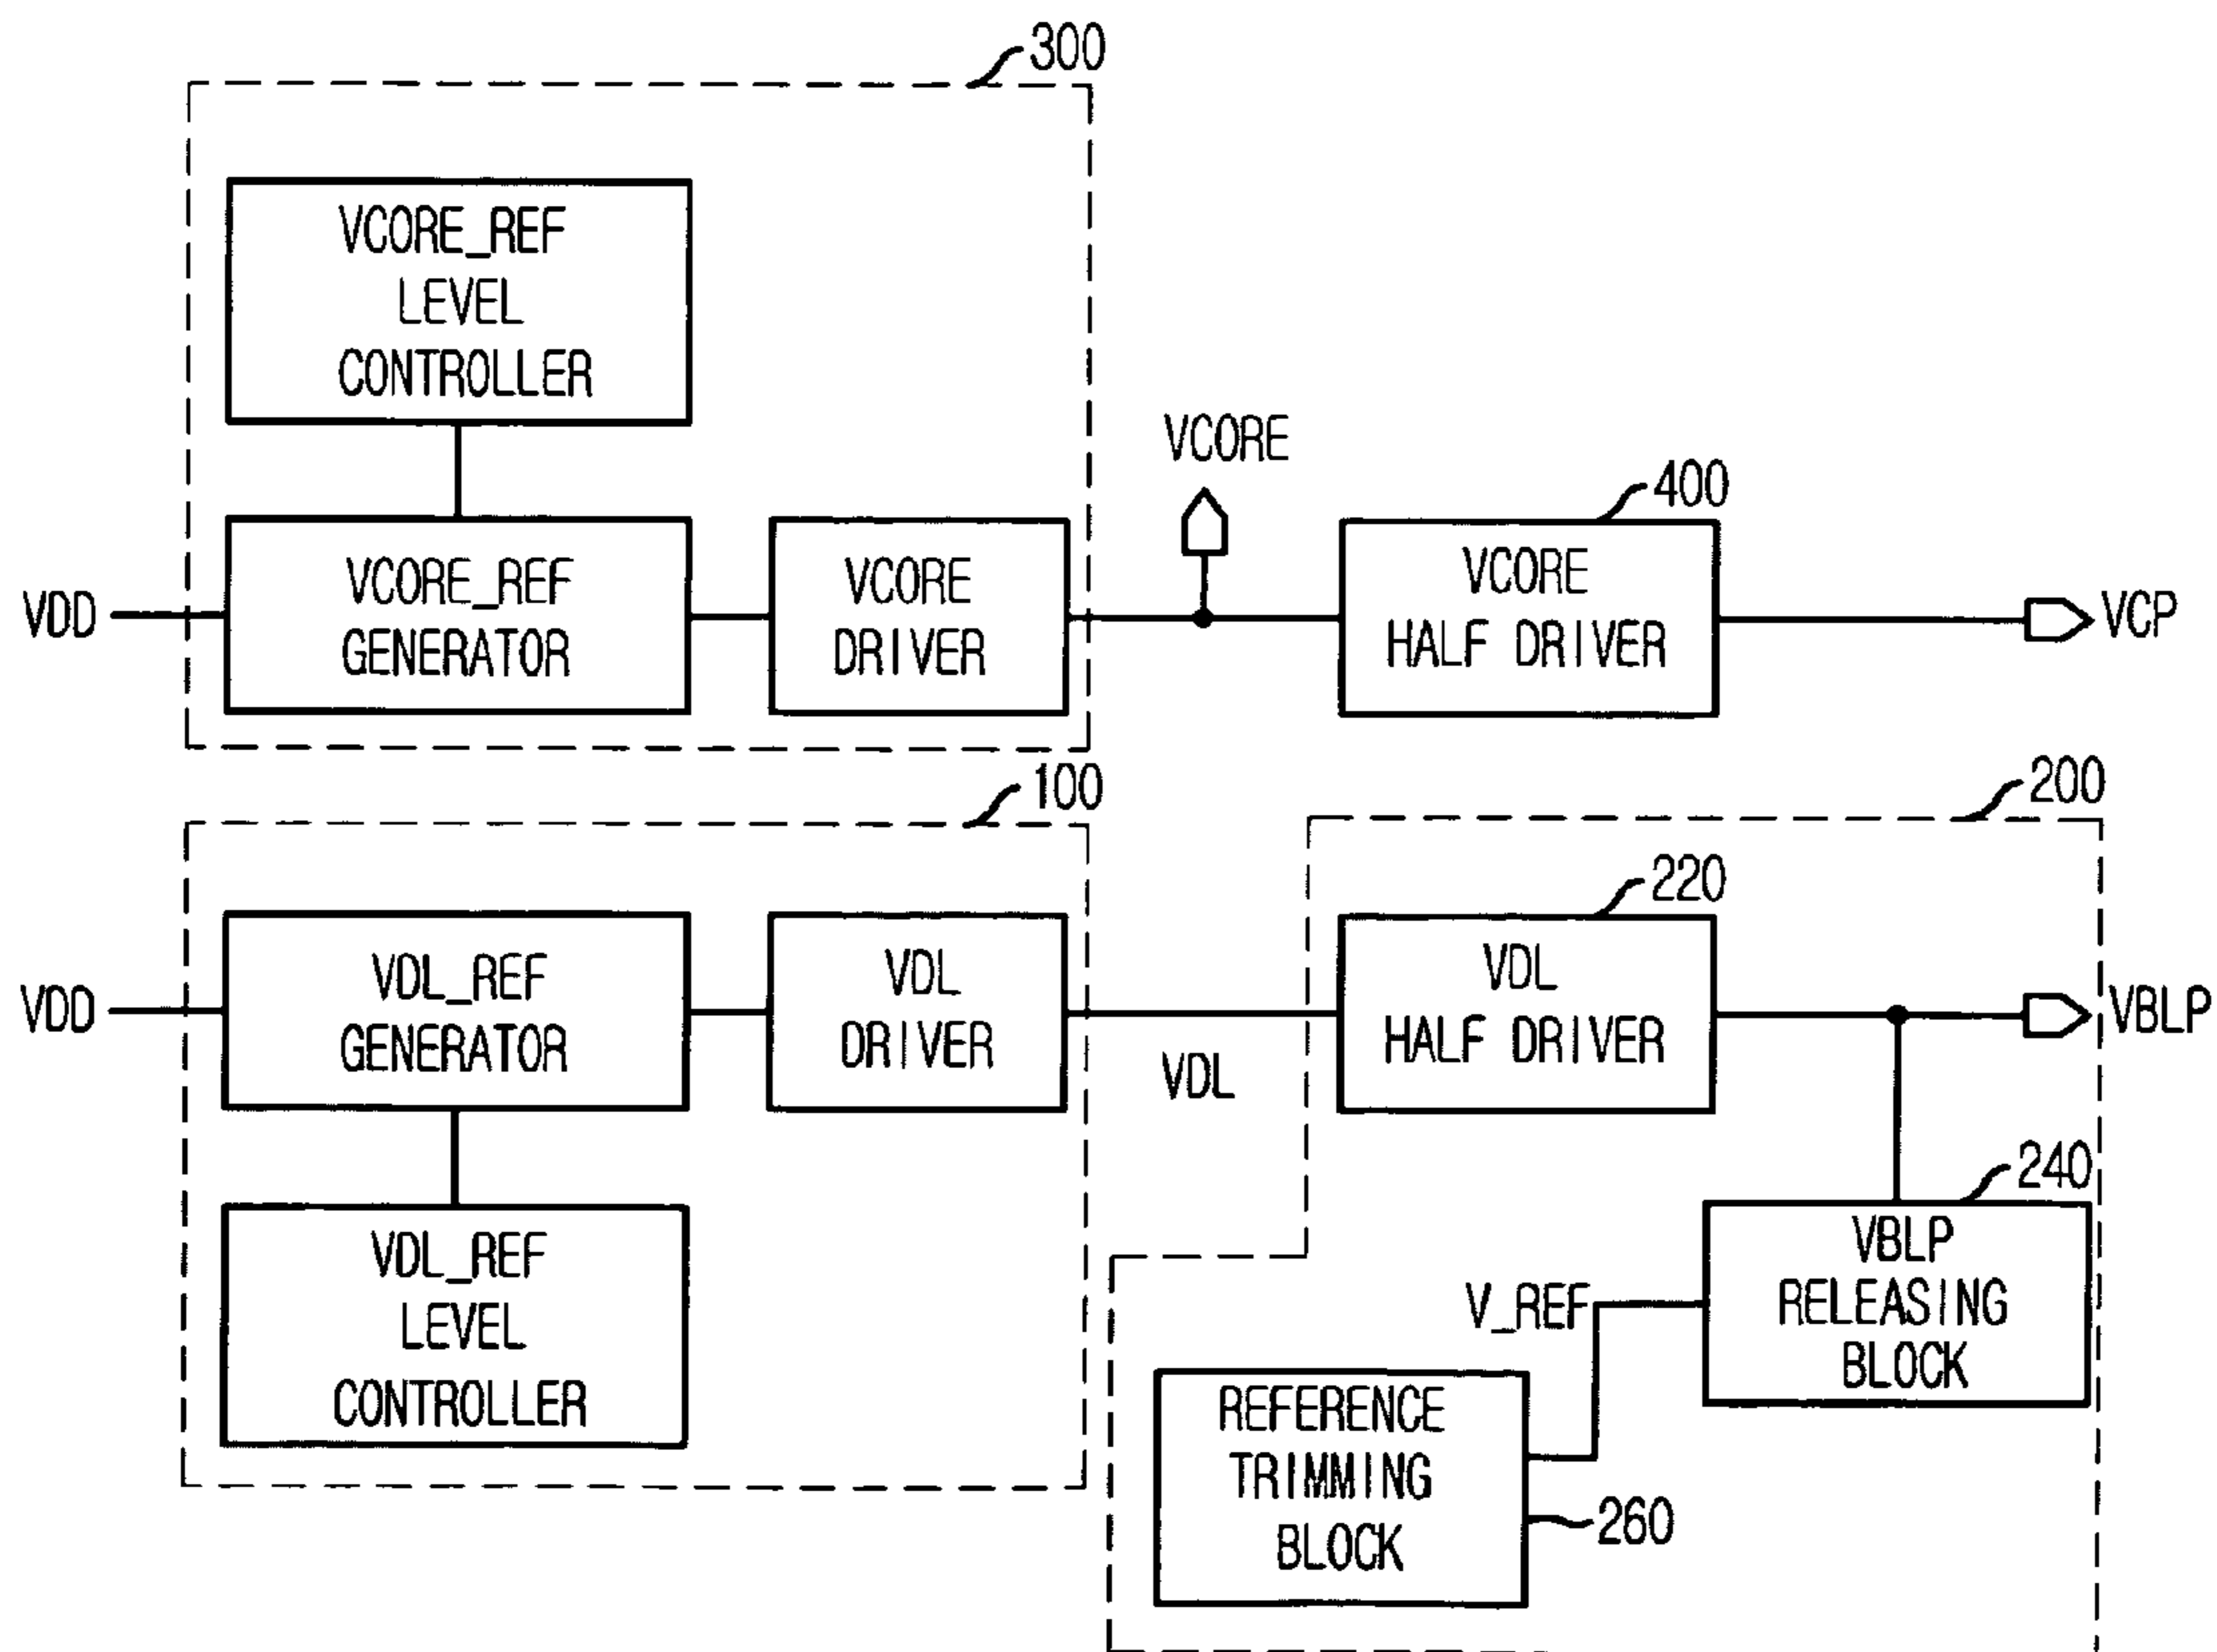 300
VCORE_REF
LEVEL
CONTROLLER
VCORE
400
VDD
VCORE_REF
GENERATOR
VCORE
DRIVER
VCORE
HALF DRIVER
VCP
100
200
220
VDD
VDL_REF
GENERATOR
VDL
DRIVER
VDL
VDL
HALF DRIVER
VBLP
240
VDL_REF
LEVEL
CONTROLLER
V_REF
VBLP
RELEASING
BLOCK
REFERENCE
TRIMMING
BLOCK
260